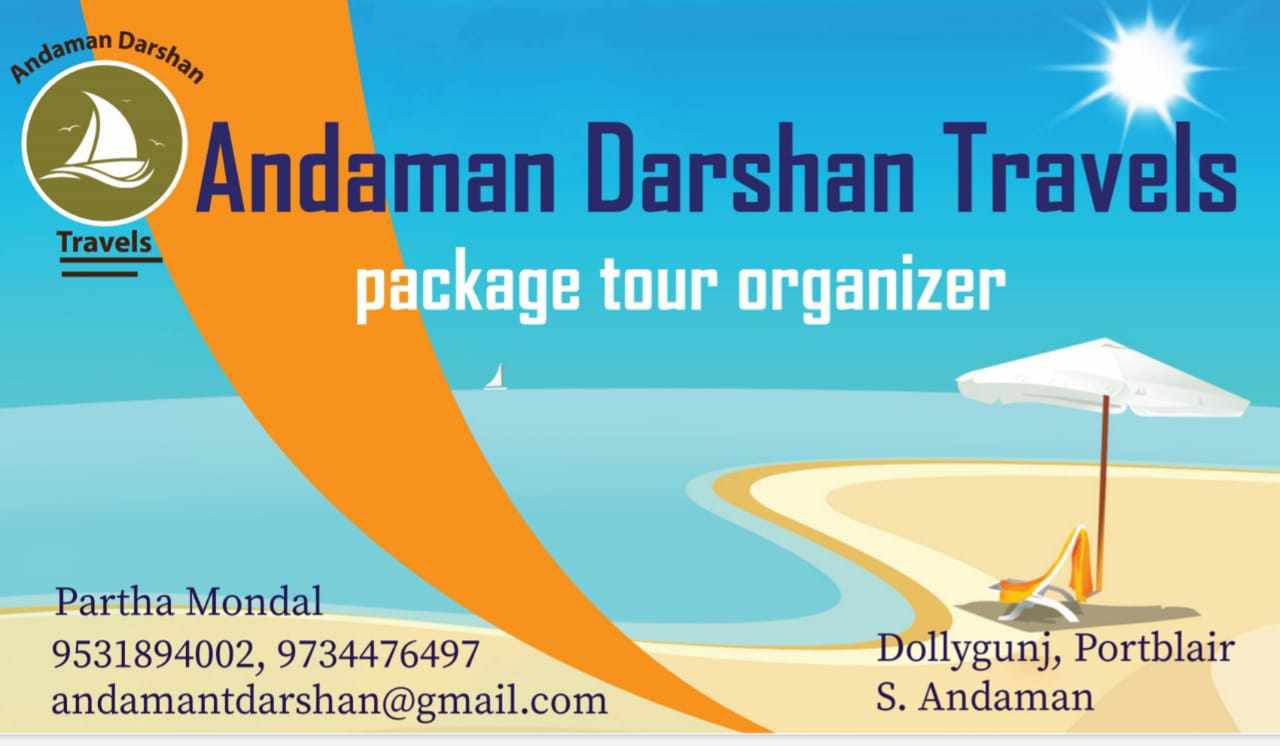 Andaman Darshan
Travels
Andaman Darshan Travels
package tour organizer
Partha Mondal
9531894002, 9734476497
andamantdarshan@gmail.com
Dollygunj, Portblair
S. Andaman